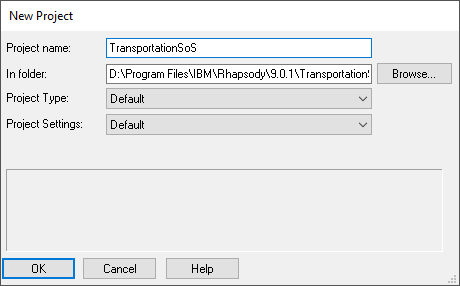 New Project
Project name: TransportationSoS
In folder: D:\Program Files\IBM\Rhapsody\9.0.1\Transportation Browse...
Project Type: Default
Project Settings: Default
OK Cancel Help